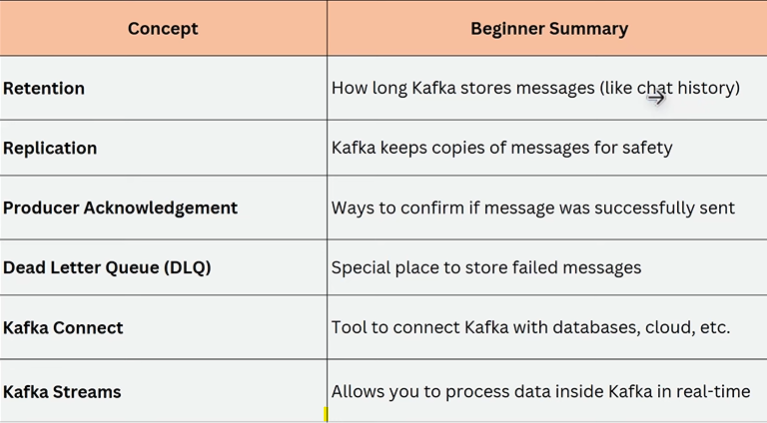 Concept Beginner Summary
Retention How long Kafka stores messages (like chat history)
Replication Kafka keeps copies of messages for safety
Producer Acknowledgement Ways to confirm if message was successfully sent
Dead Letter Queue (DLQ) Special place to store failed messages
Kafka Connect Tool to connect Kafka with databases, cloud, etc.
Kafka Streams Allows you to process data inside Kafka in real-time